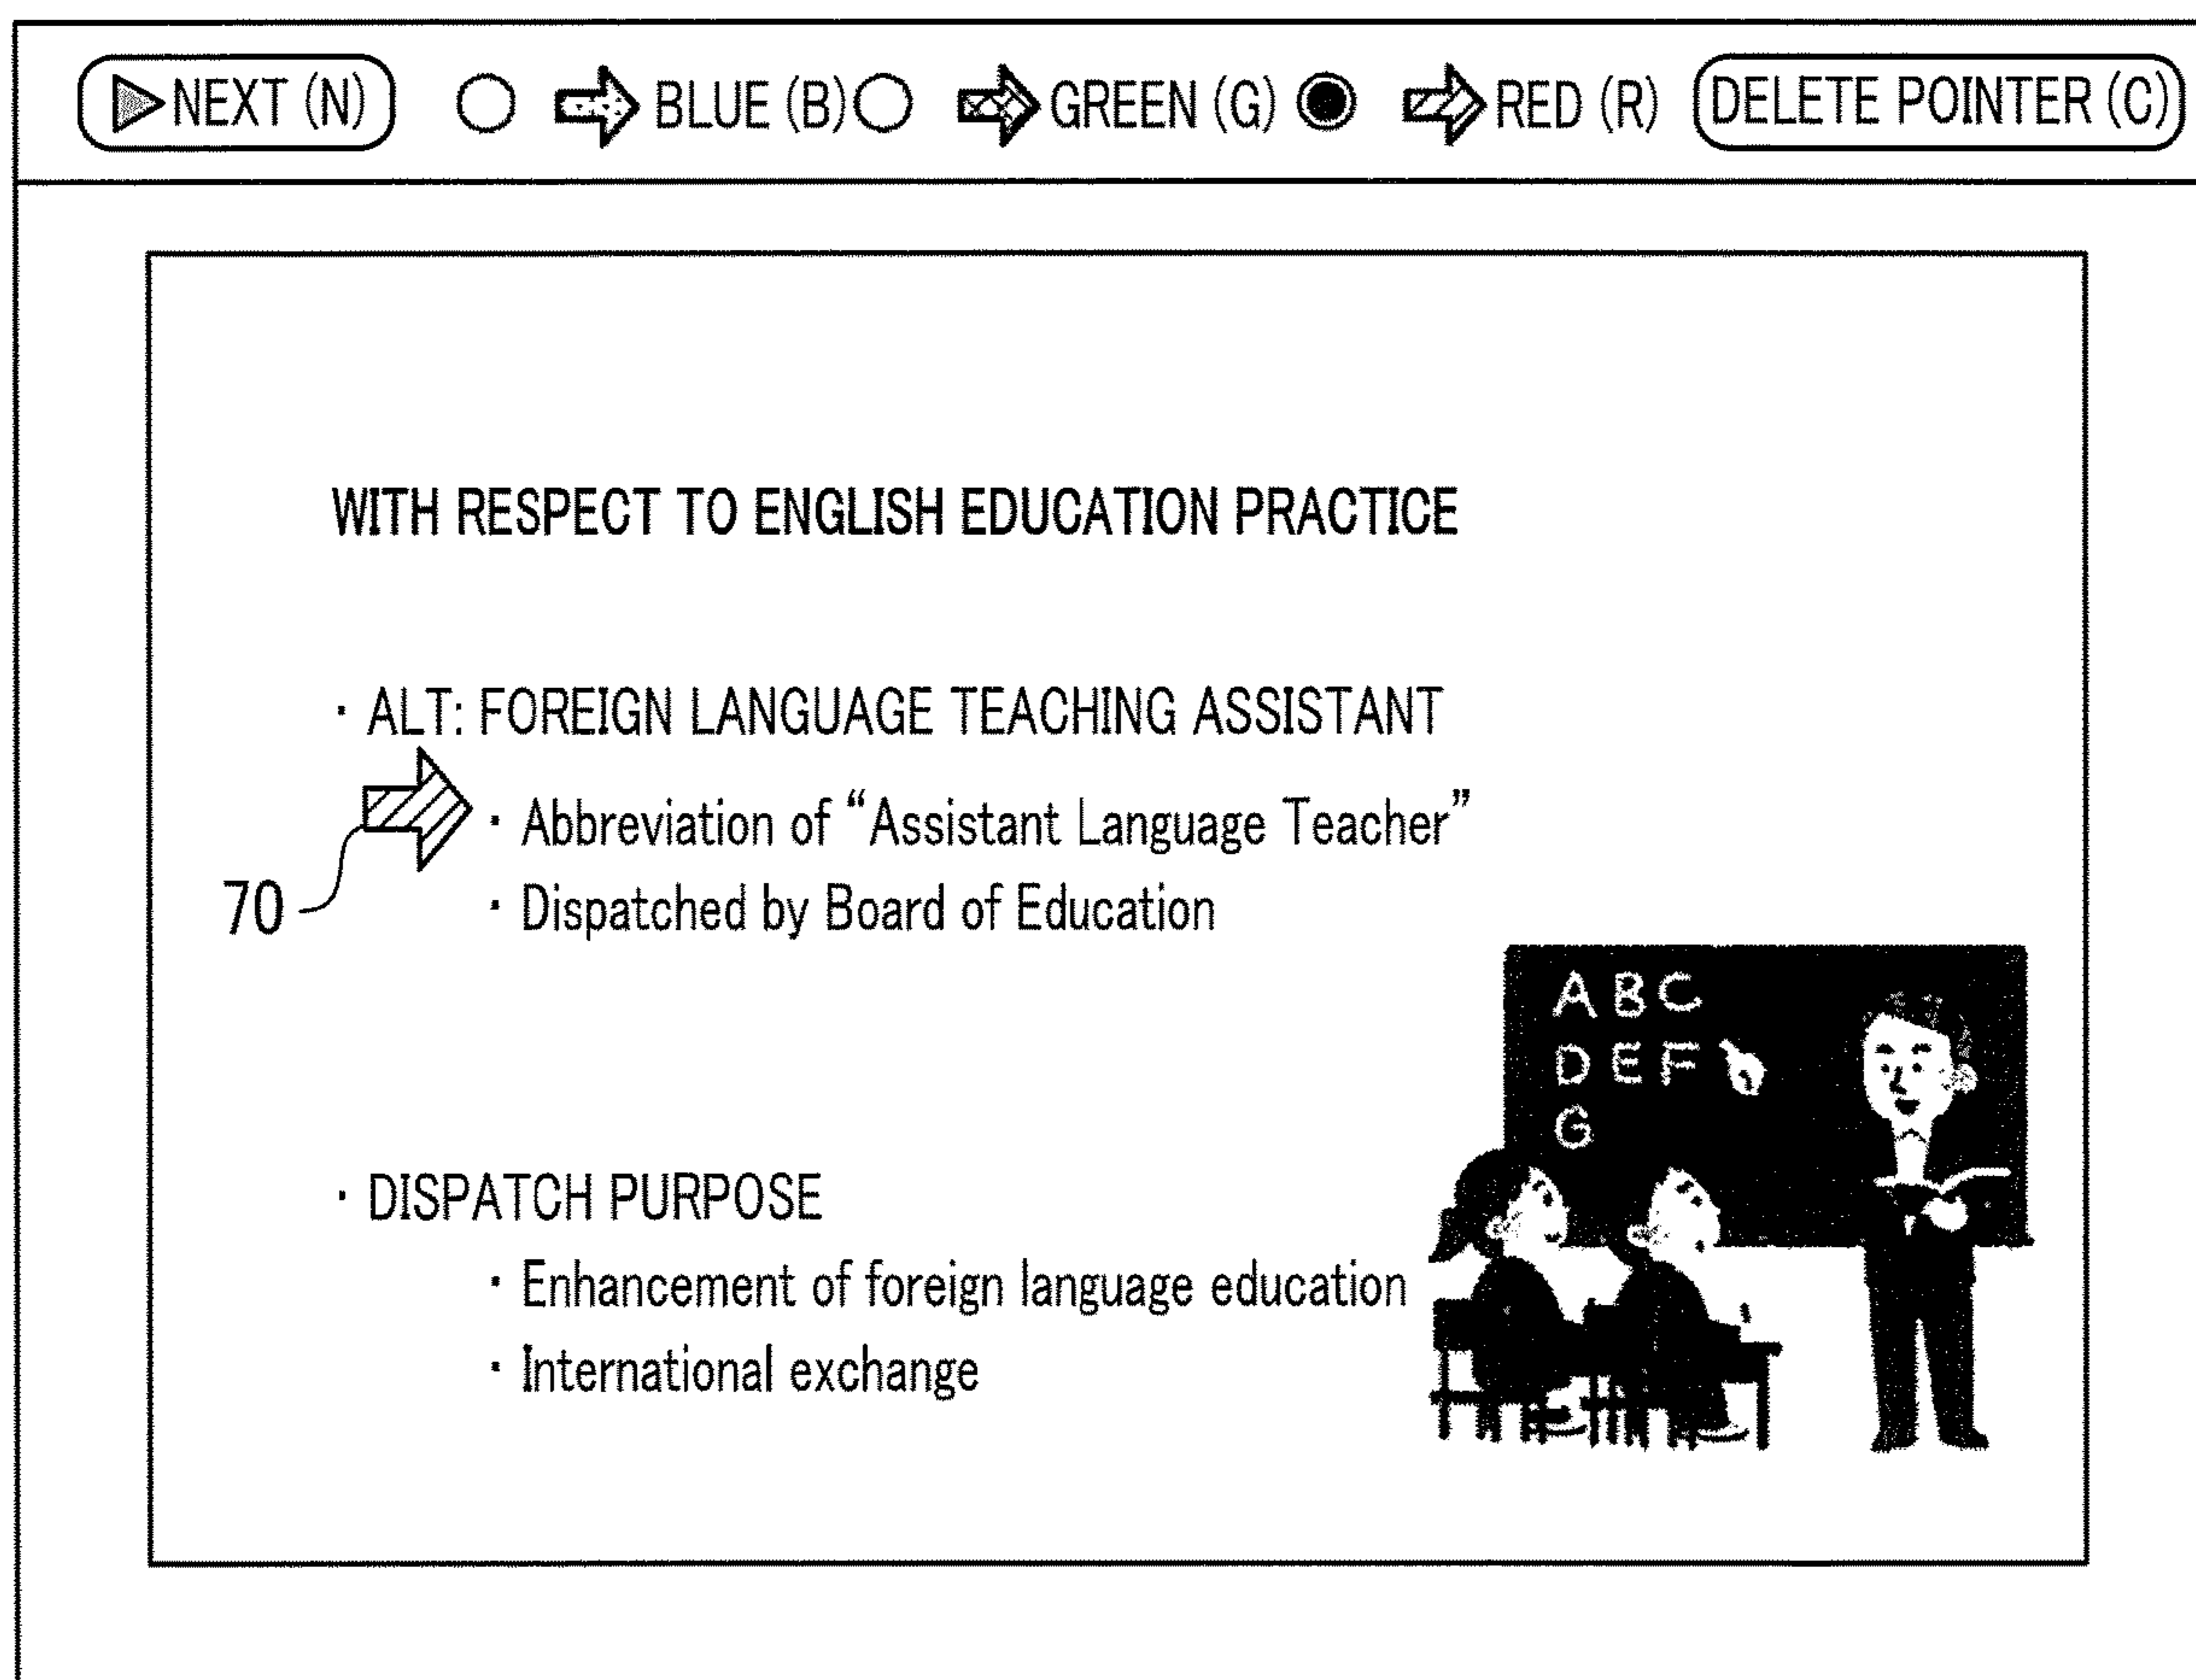 NEXT (N) BLUE (B) GREEN (G) RED (R) DELETE POINTER (C)
WITH RESPECT TO ENGLISH EDUCATION PRACTICE
· ALT: FOREIGN LANGUAGE TEACHING ASSISTANT
· Abbreviation of “Assistant Language Teacher”
70
· Dispatched by Board of Education
A B C
D E F
G
· DISPATCH PURPOSE
· Enhancement of foreign language education
· International exchange